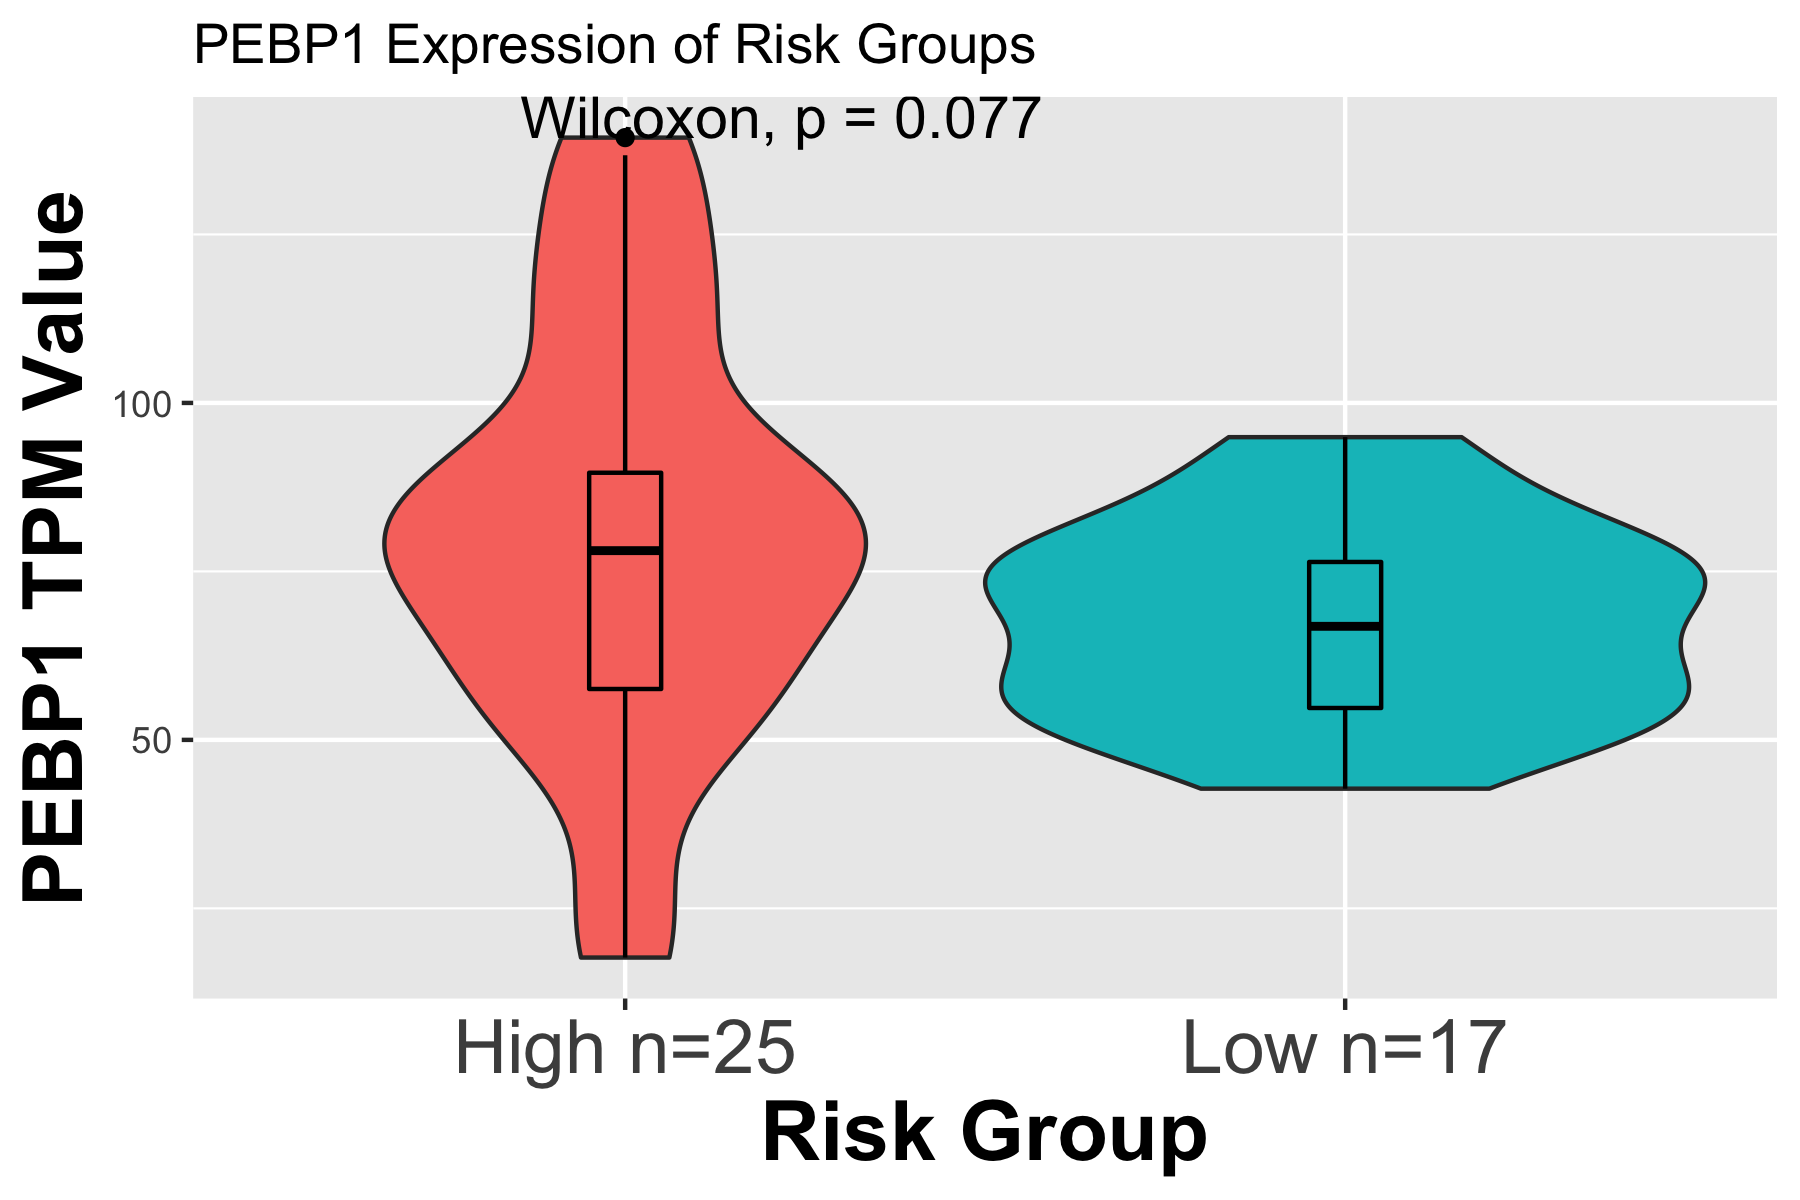 PEBP1 Expression of Risk Groups
Wilcoxon, p = 0.077
PEBP1 TPM Value
100
50
High n=25
Low n=17
Risk Group